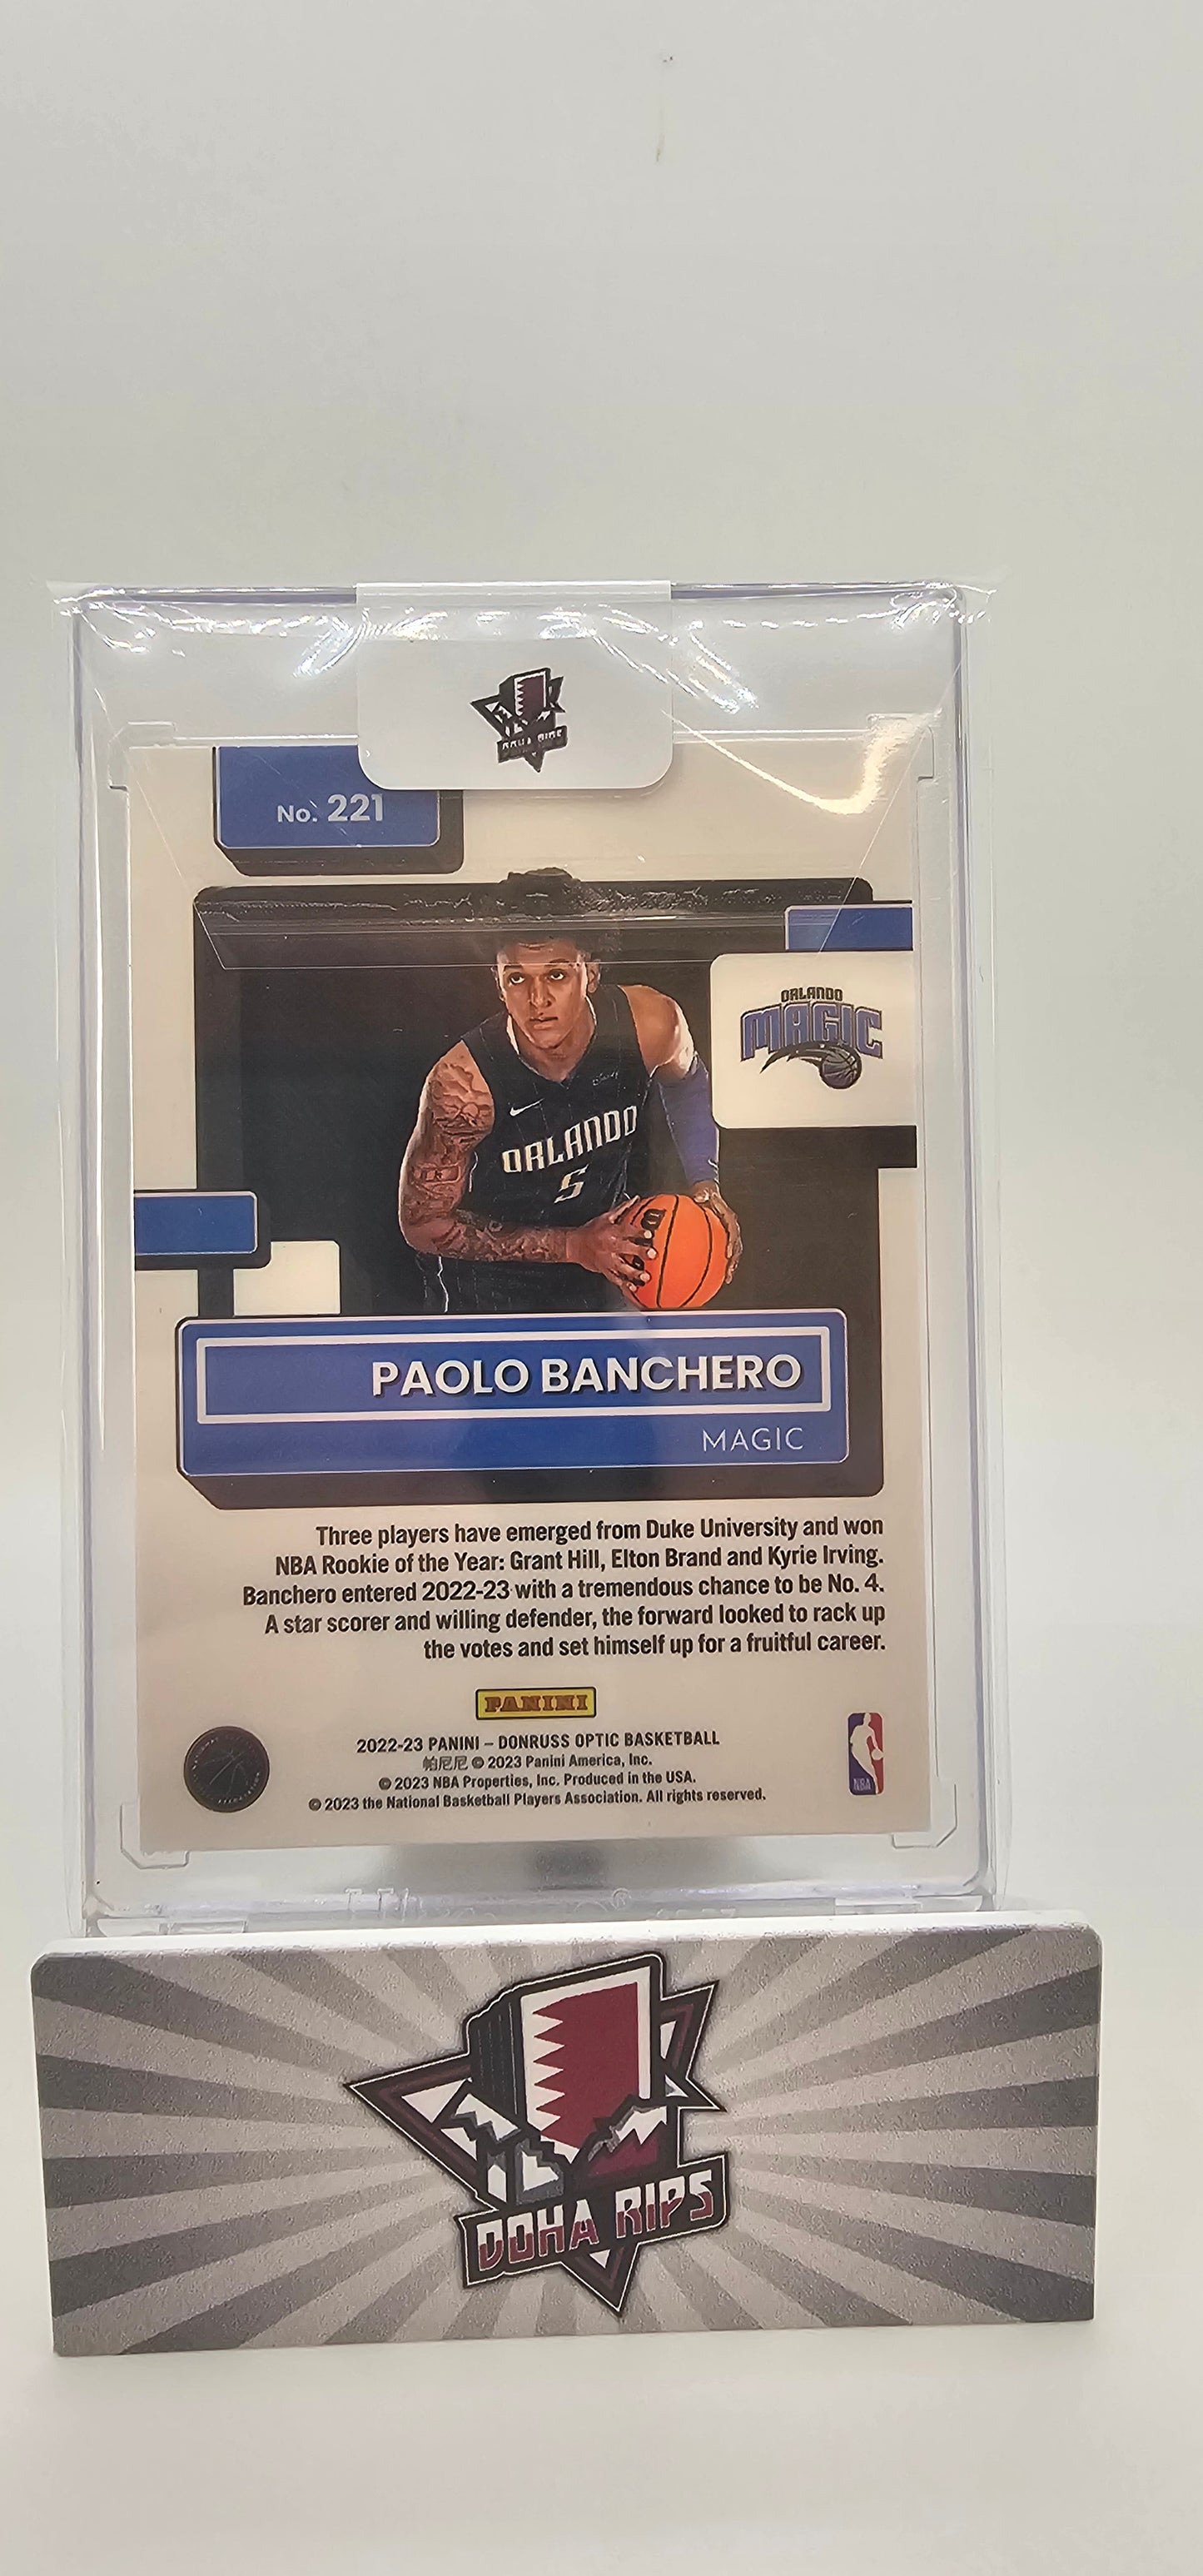 DOHA RIPS
No. 221
ORLANDO
MAGIC
ORLANDO
5
PAOLO BANCHERO
MAGIC
Three players have emerged from Duke University and won
NBA Rookie of the Year: Grant Hill, Elton Brand and Kyrie Irving.
Banchero entered 2022-23 with a tremendous chance to be No. 4.
A star scorer and willing defender, the forward looked to rack up
the votes and set himself up for a fruitful career.
PANINI
2022-23 PANINI – DONRUSS OPTIC BASKETBALL
帕尼尼 © 2023 Panini America, Inc.
© 2023 NBA Properties, Inc. Produced in the USA.
© 2023 the National Basketball Players Association. All rights reserved.
NBA
DOHA RIPS